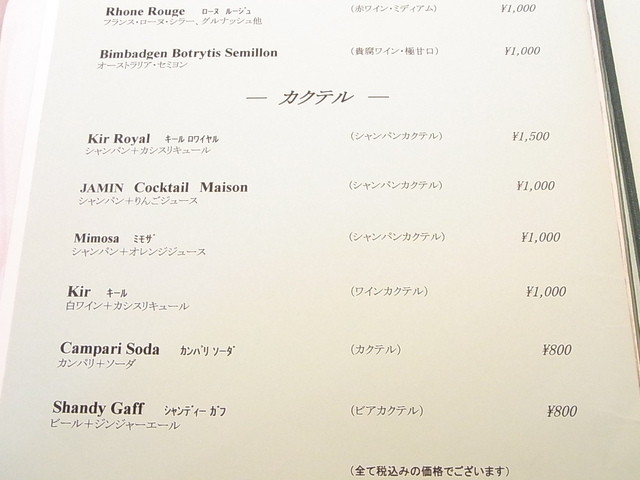 Rhone Rouge ﾛｰﾇ ﾙｰｼﾞｭ (赤ワイン・ミディアム) ¥1,000
フランス・ローヌ・シラー、グルナッシュ他
Bimbadgen Botrytis Semillon (貴腐ワイン・極甘口) ¥1,000
オーストラリア・セミヨン
— カクテル —
Kir Royal ｷｰﾙ ﾛﾜｲﾔﾙ (シャンパンカクテル) ¥1,500
シャンパン＋カシスリキュール
JAMIN Cocktail Maison (シャンパンカクテル) ¥1,000
シャンパン＋りんごジュース
Mimosa ﾐﾓｻﾞ (シャンパンカクテル) ¥1,000
シャンパン＋オレンジジュース
Kir ｷｰﾙ (ワインカクテル) ¥1,000
白ワイン＋カシスリキュール
Campari Soda ｶﾝﾊﾟﾘ ｿｰﾀﾞ (カクテル) ¥800
カンパリ＋ソーダ
Shandy Gaff ｼｬﾝﾃﾞｨｰ ｶﾞﾌ (ビアカクテル) ¥800
ビール＋ジンジャーエール
(全て税込みの価格でございます)